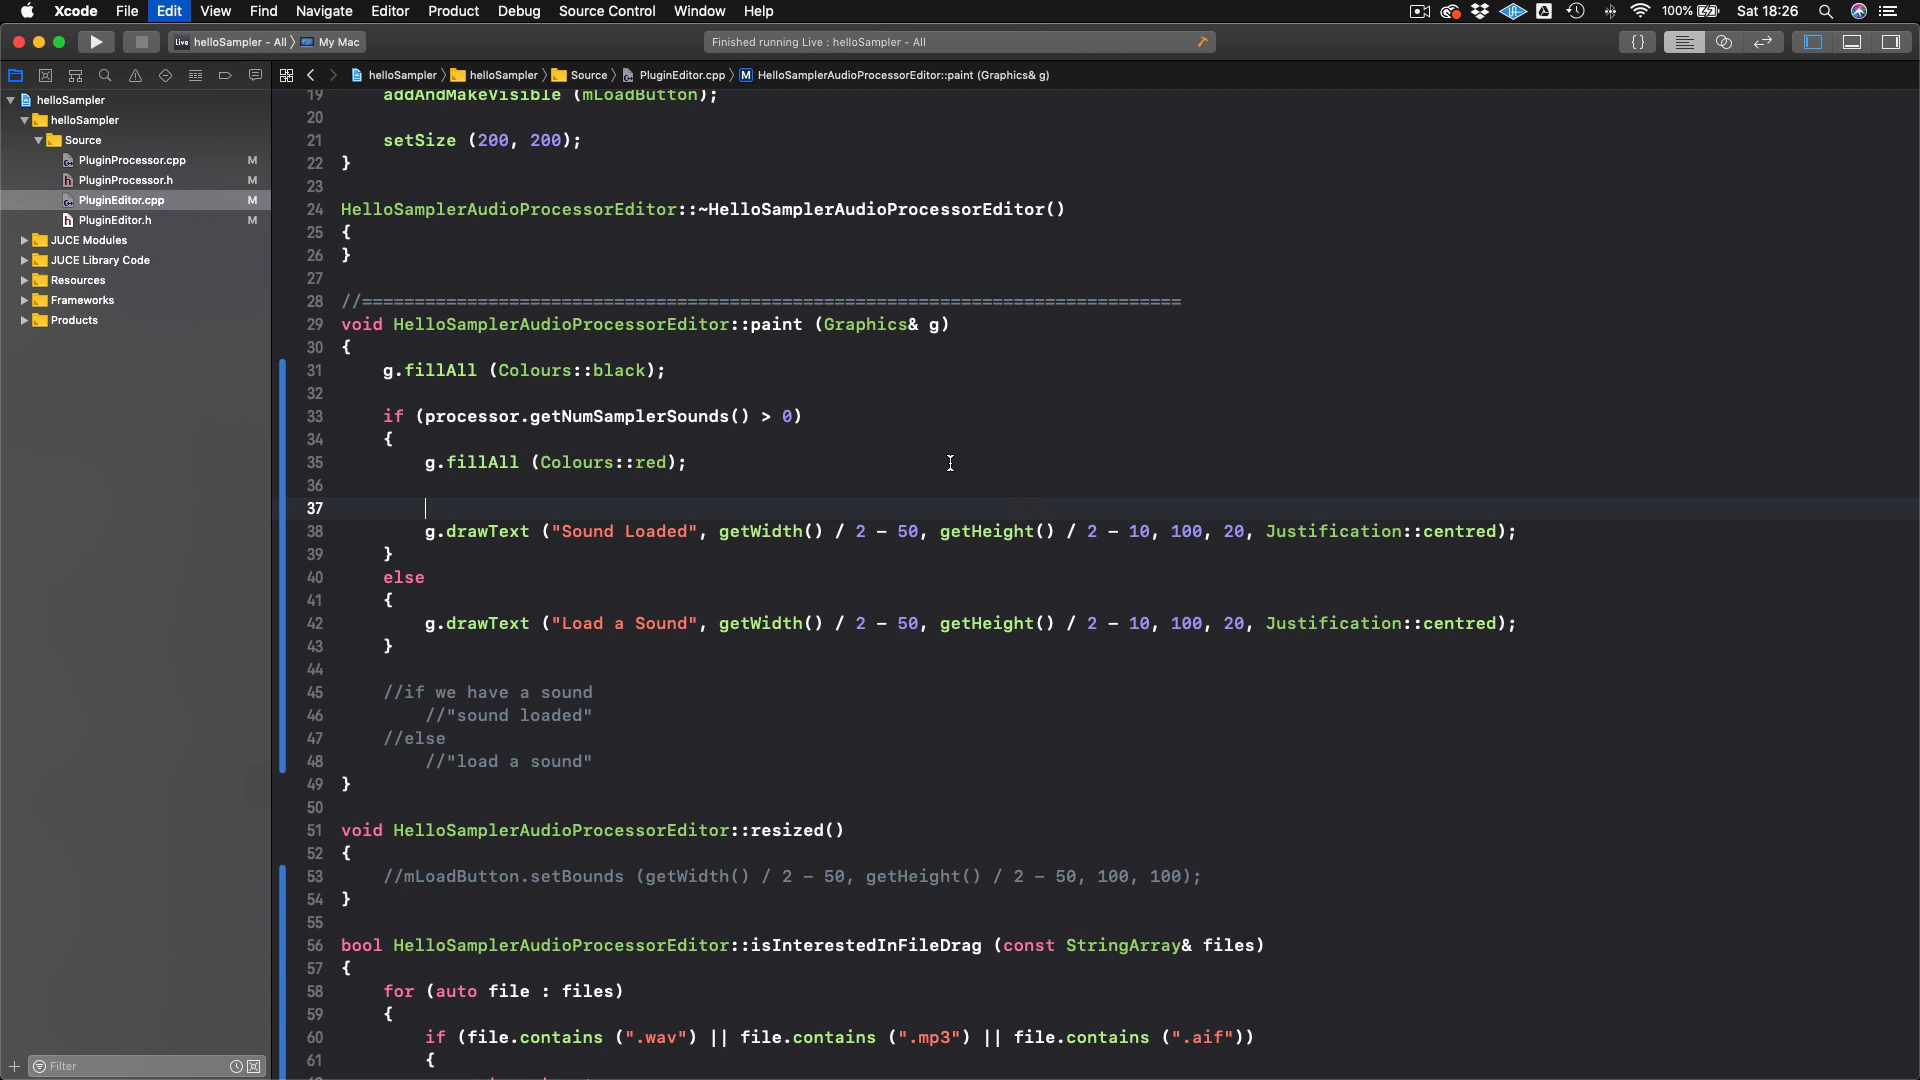 Xcode File Edit View Find Navigate Editor Product Debug Source Control Window Help 100% Sat 18:26
Live helloSampler - All 〉 My Mac Finished running Live : helloSampler - All {}
helloSampler 〉 helloSampler 〉 Source 〉 PluginEditor.cpp 〉 M HelloSamplerAudioProcessorEditor::paint (Graphics& g)
helloSampler
helloSampler
Source
PluginProcessor.cpp M
PluginProcessor.h M
PluginEditor.cpp M
PluginEditor.h M
JUCE Modules
JUCE Library Code
Resources
Frameworks
Products
Filter
19 addAndMakeVisible (mLoadButton);
20
21 setSize (200, 200);
22 }
23
24 HelloSamplerAudioProcessorEditor::~HelloSamplerAudioProcessorEditor()
25 {
26 }
27
28 //==============================================================================
29 void HelloSamplerAudioProcessorEditor::paint (Graphics& g)
30 {
31 g.fillAll (Colours::black);
32
33 if (processor.getNumSamplerSounds() > 0)
34 {
35 g.fillAll (Colours::red);
36
37
38 g.drawText ("Sound Loaded", getWidth() / 2 - 50, getHeight() / 2 - 10, 100, 20, Justification::centred);
39 }
40 else
41 {
42 g.drawText ("Load a Sound", getWidth() / 2 - 50, getHeight() / 2 - 10, 100, 20, Justification::centred);
43 }
44
45 //if we have a sound
46 //"sound loaded"
47 //else
48 //"load a sound"
49 }
50
51 void HelloSamplerAudioProcessorEditor::resized()
52 {
53 //mLoadButton.setBounds (getWidth() / 2 - 50, getHeight() / 2 - 50, 100, 100);
54 }
55
56 bool HelloSamplerAudioProcessorEditor::isInterestedInFileDrag (const StringArray& files)
57 {
58 for (auto file : files)
59 {
60 if (file.contains (".wav") || file.contains (".mp3") || file.contains (".aif"))
61 {